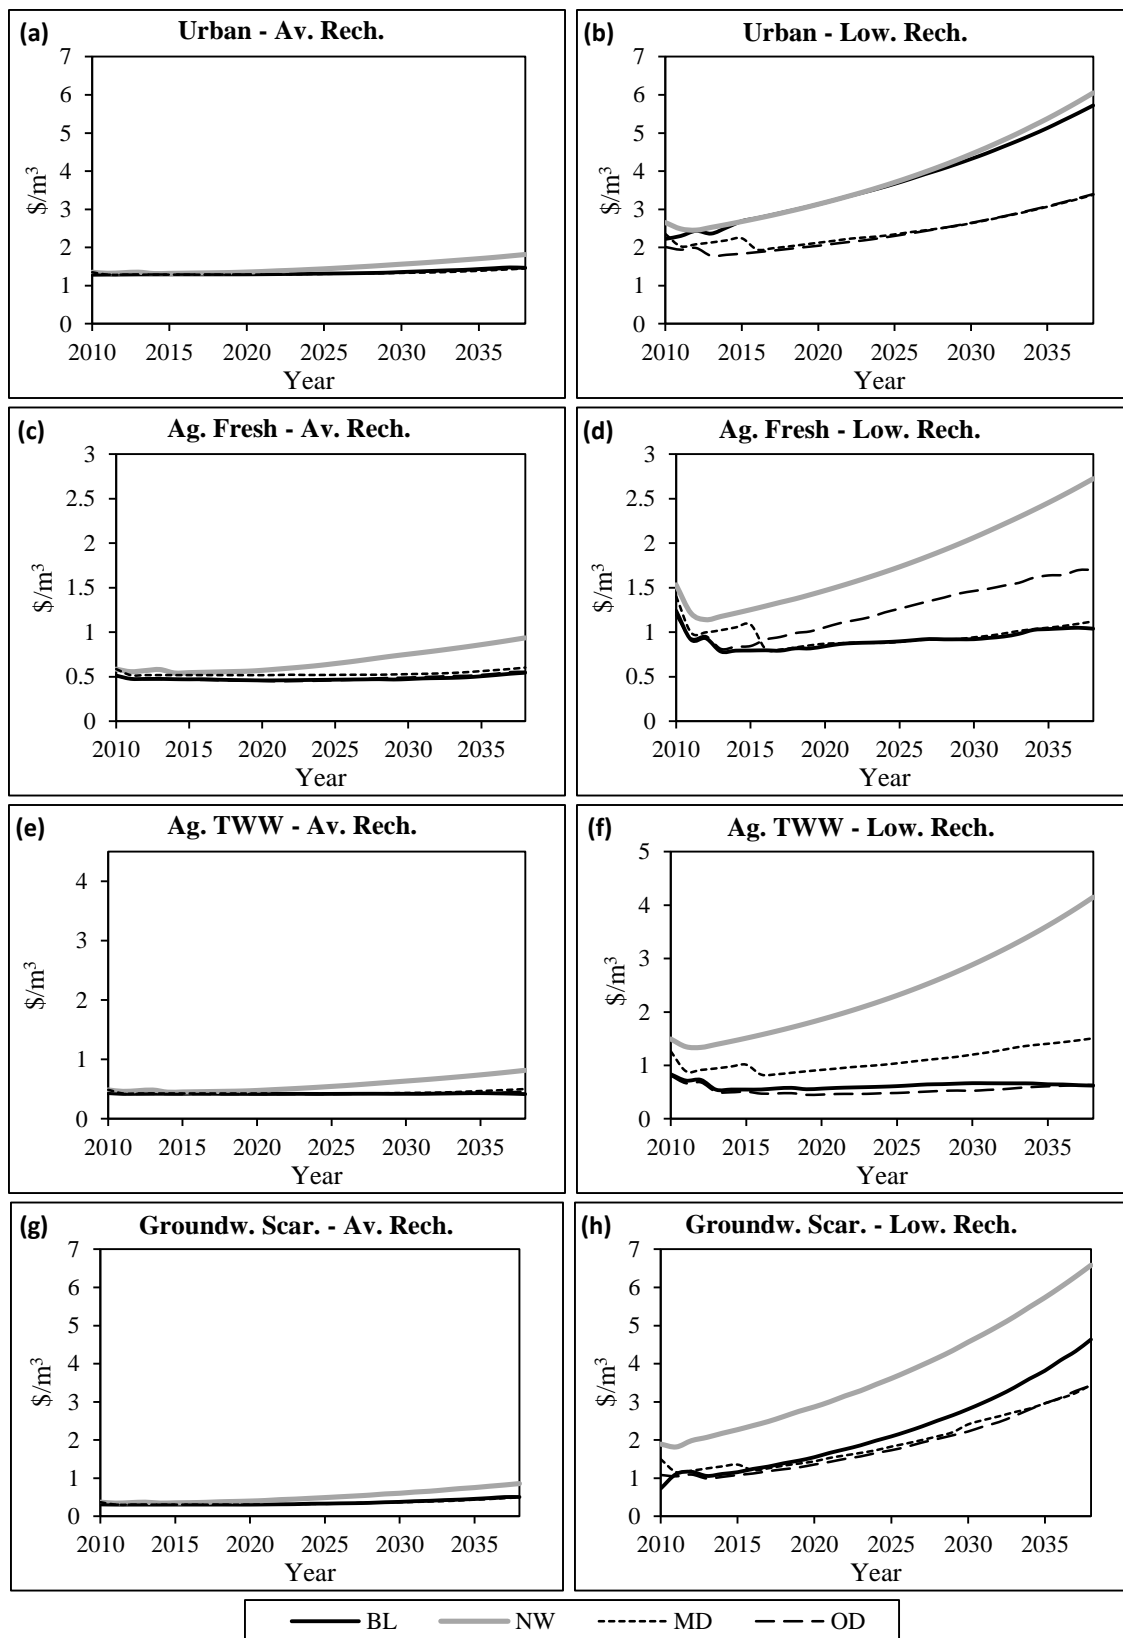 (a) Urban - Av. Rech.
7
6
5
4
3
2
1
0
$/m³
2010 2015 2020 2025 2030 2035
Year
(b) Urban - Low. Rech.
7
6
5
4
3
2
1
0
$/m³
2010 2015 2020 2025 2030 2035
Year
(c) Ag. Fresh - Av. Rech.
3
2.5
2
1.5
1
0.5
0
$/m³
2010 2015 2020 2025 2030 2035
Year
(d) Ag. Fresh - Low. Rech.
3
2.5
2
1.5
1
0.5
0
$/m³
2010 2015 2020 2025 2030 2035
Year
(e) Ag. TWW - Av. Rech.
4
3
2
1
0
$/m³
2010 2015 2020 2025 2030 2035
Year
(f) Ag. TWW - Low. Rech.
5
4
3
2
1
0
$/m³
2010 2015 2020 2025 2030 2035
Year
(g) Groundw. Scar. - Av. Rech.
7
6
5
4
3
2
1
0
$/m³
2010 2015 2020 2025 2030 2035
Year
(h) Groundw. Scar. - Low. Rech.
7
6
5
4
3
2
1
0
$/m³
2010 2015 2020 2025 2030 2035
Year
BL NW MD OD